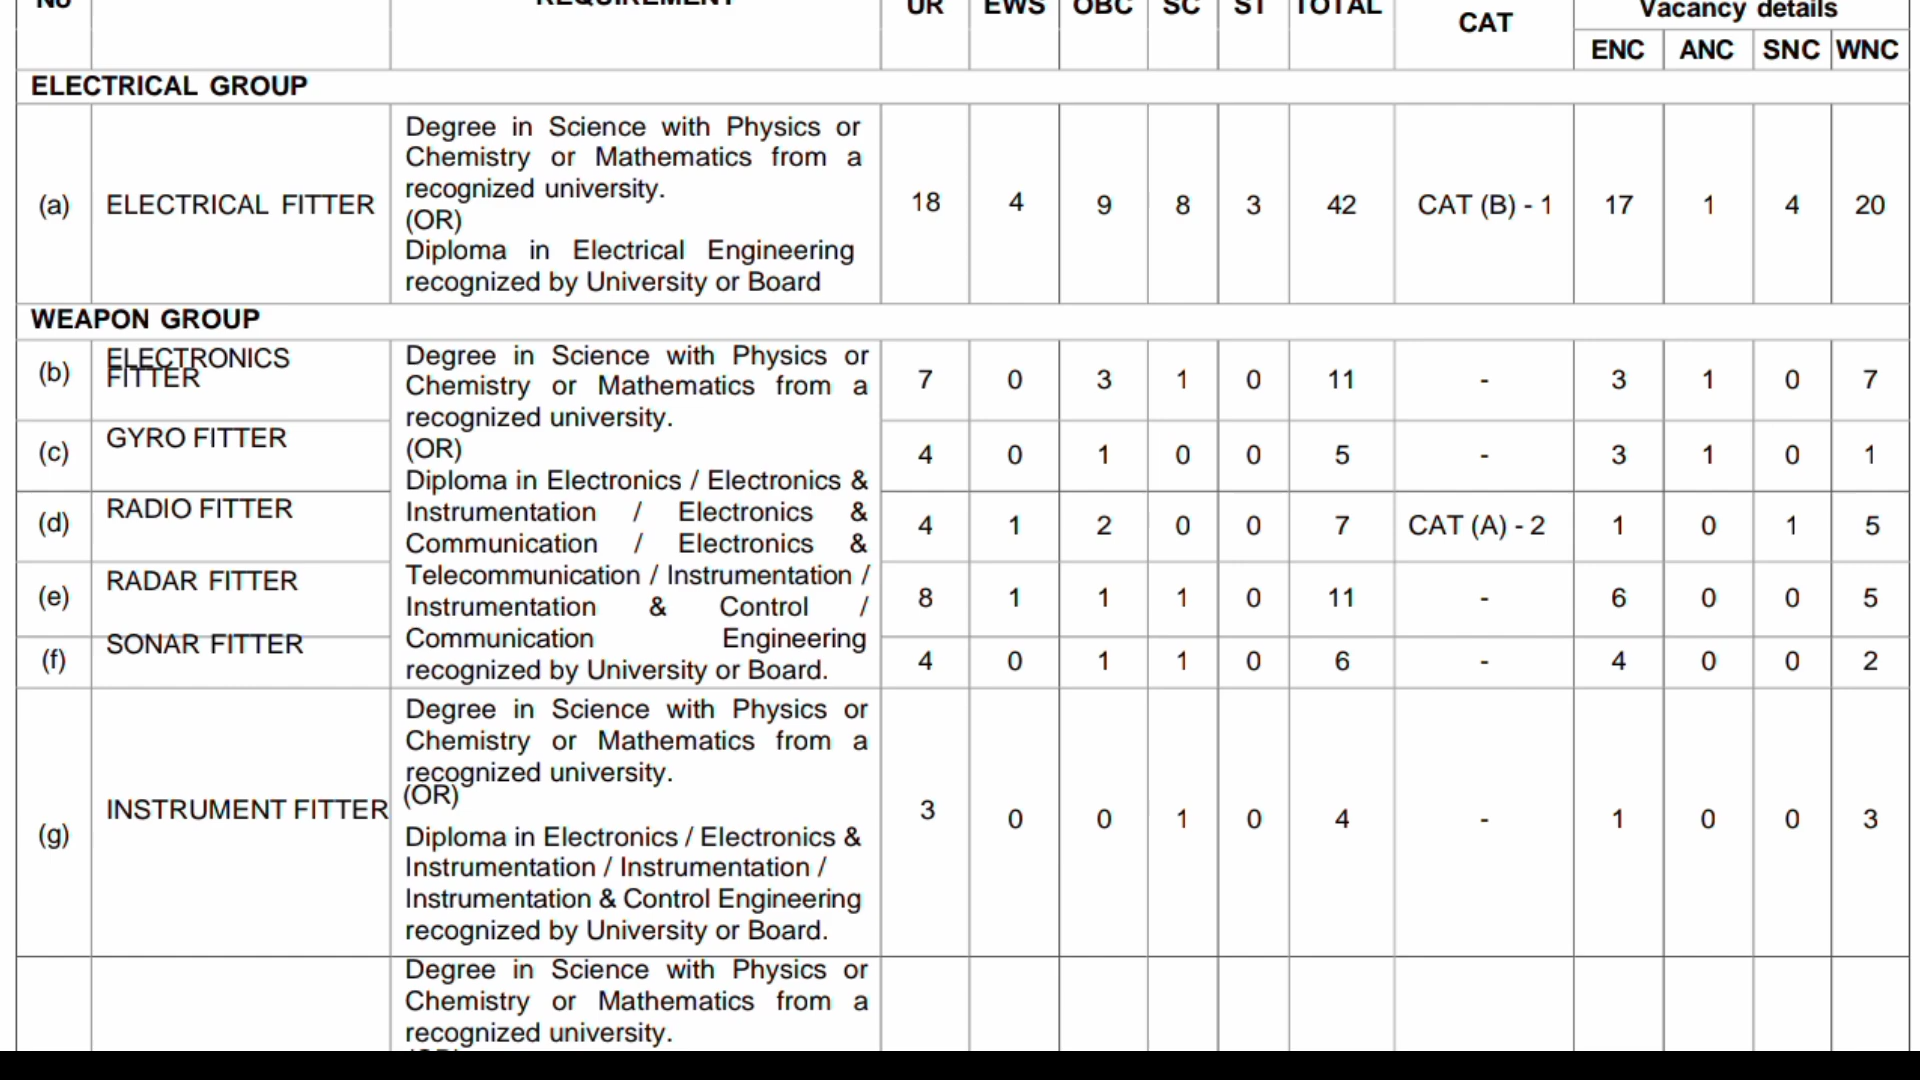 No REQUIREMENT UR EWS OBC SC ST TOTAL CAT Vacancy details
ENC ANC SNC WNC
ELECTRICAL GROUP
(a) ELECTRICAL FITTER
Degree in Science with Physics or
Chemistry or Mathematics from a
recognized university.
(OR)
Diploma in Electrical Engineering
recognized by University or Board
18 4 9 8 3 42 CAT (B) - 1 17 1 4 20
WEAPON GROUP
(b) ELECTRONICS
FITTER
Degree in Science with Physics or
Chemistry or Mathematics from a
recognized university.
(OR)
Diploma in Electronics / Electronics &
Instrumentation / Electronics &
Communication / Electronics &
Telecommunication / Instrumentation /
Instrumentation & Control /
Communication Engineering
recognized by University or Board.
7 0 3 1 0 11 - 3 1 0 7
(c) GYRO FITTER 4 0 1 0 0 5 - 3 1 0 1
(d) RADIO FITTER 4 1 2 0 0 7 CAT (A) - 2 1 0 1 5
(e) RADAR FITTER 8 1 1 1 0 11 - 6 0 0 5
(f) SONAR FITTER 4 0 1 1 0 6 - 4 0 0 2
(g) INSTRUMENT FITTER
Degree in Science with Physics or
Chemistry or Mathematics from a
recognized university.
(OR)
Diploma in Electronics / Electronics &
Instrumentation / Instrumentation /
Instrumentation & Control Engineering
recognized by University or Board.
3 0 0 1 0 4 - 1 0 0 3
Degree in Science with Physics or
Chemistry or Mathematics from a
recognized university.